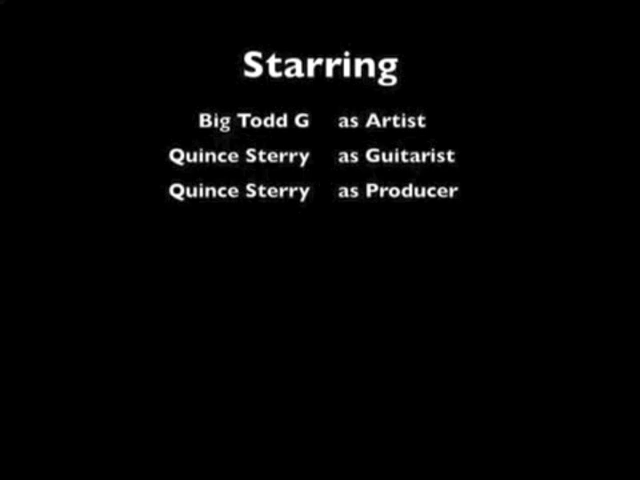 Starring
Big Todd G as Artist
Quince Sterry as Guitarist
Quince Sterry as Producer